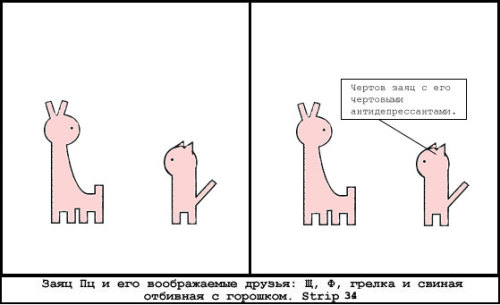 Чертов заяц с его
чертовыми
антидепрессантами.
Заяц Пц и его воображаемые друзья: Щ, Ф, грелка и свиная
отбивная с горошком. Strip 34